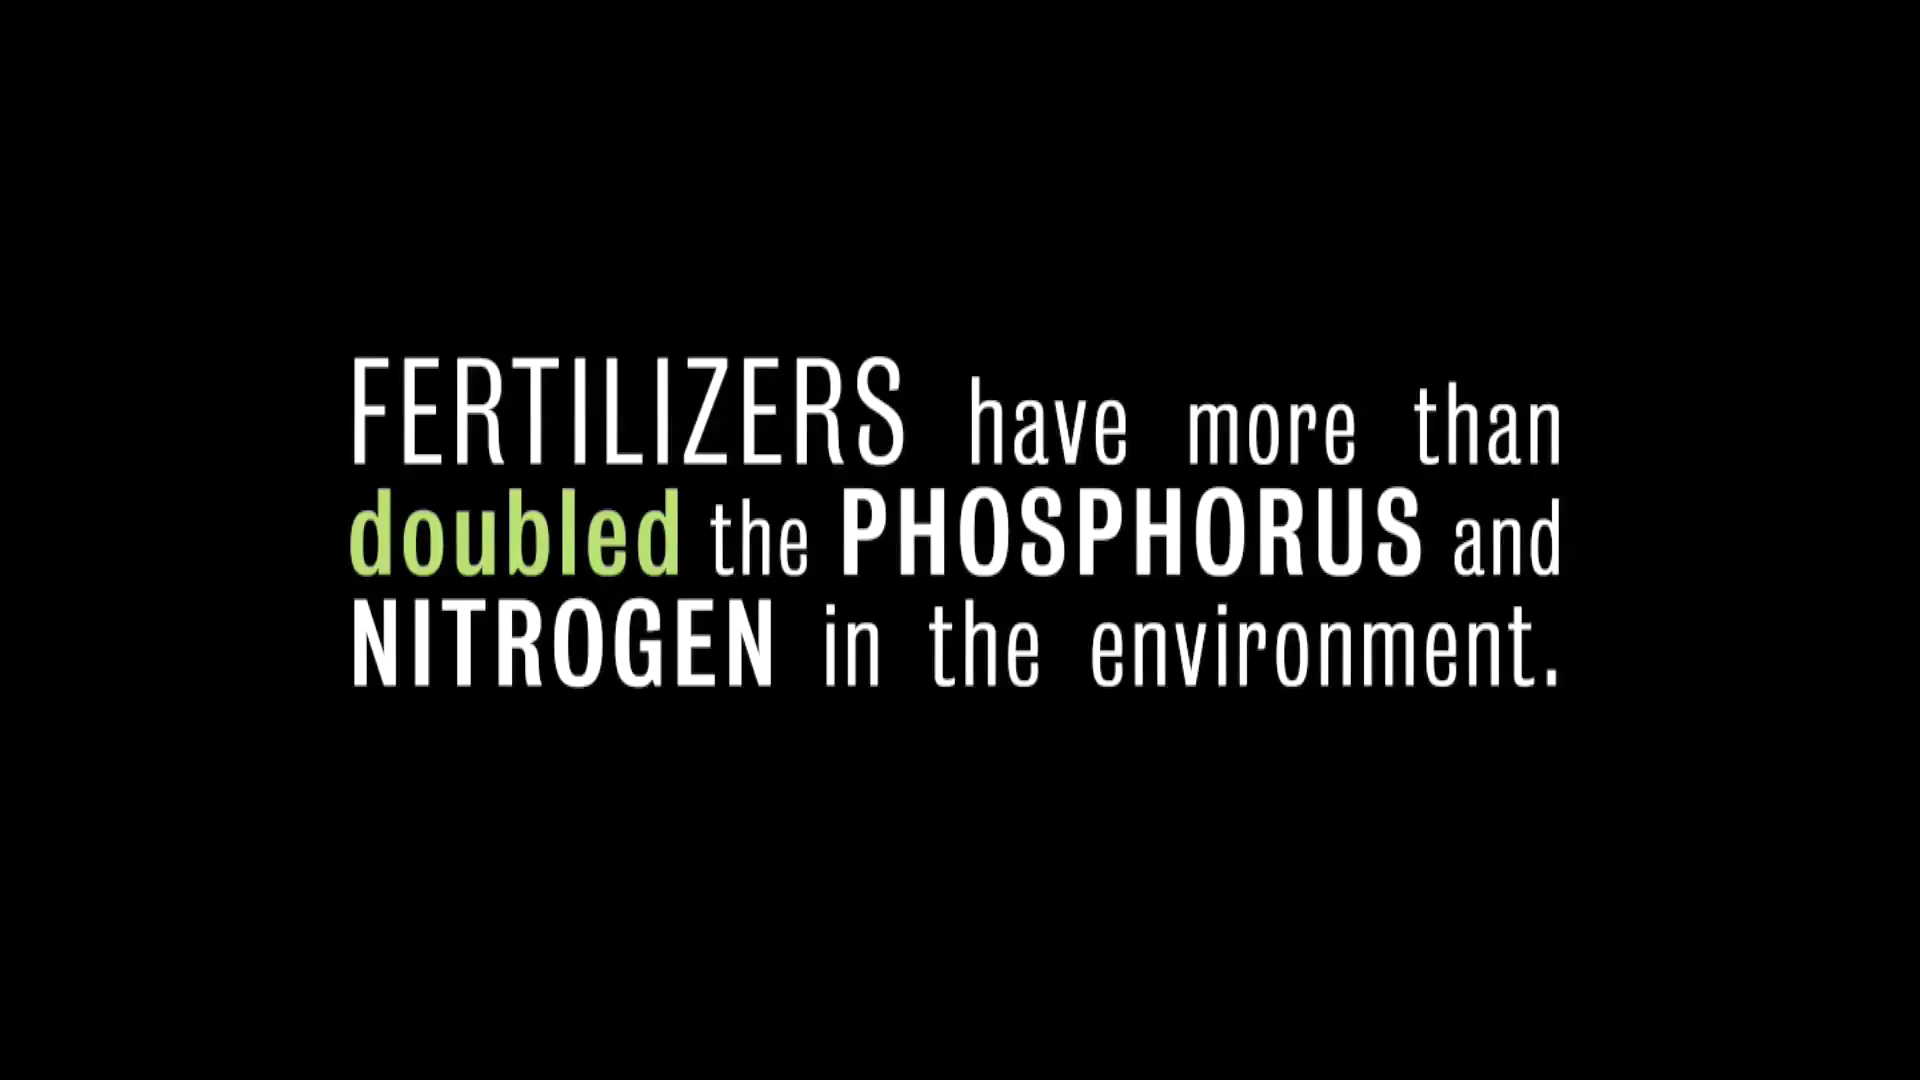 FERTILIZERS have more than
doubled the PHOSPHORUS and
NITROGEN in the environment.